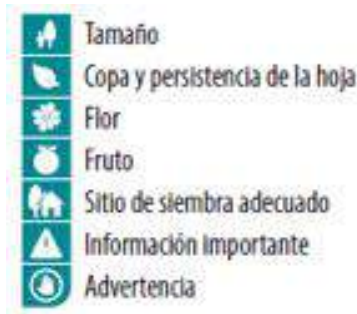 Tamaño
Copa y persistencia de la hoja
Flor
Fruto
Sitio de siembra adecuado
Información importante
Advertencia